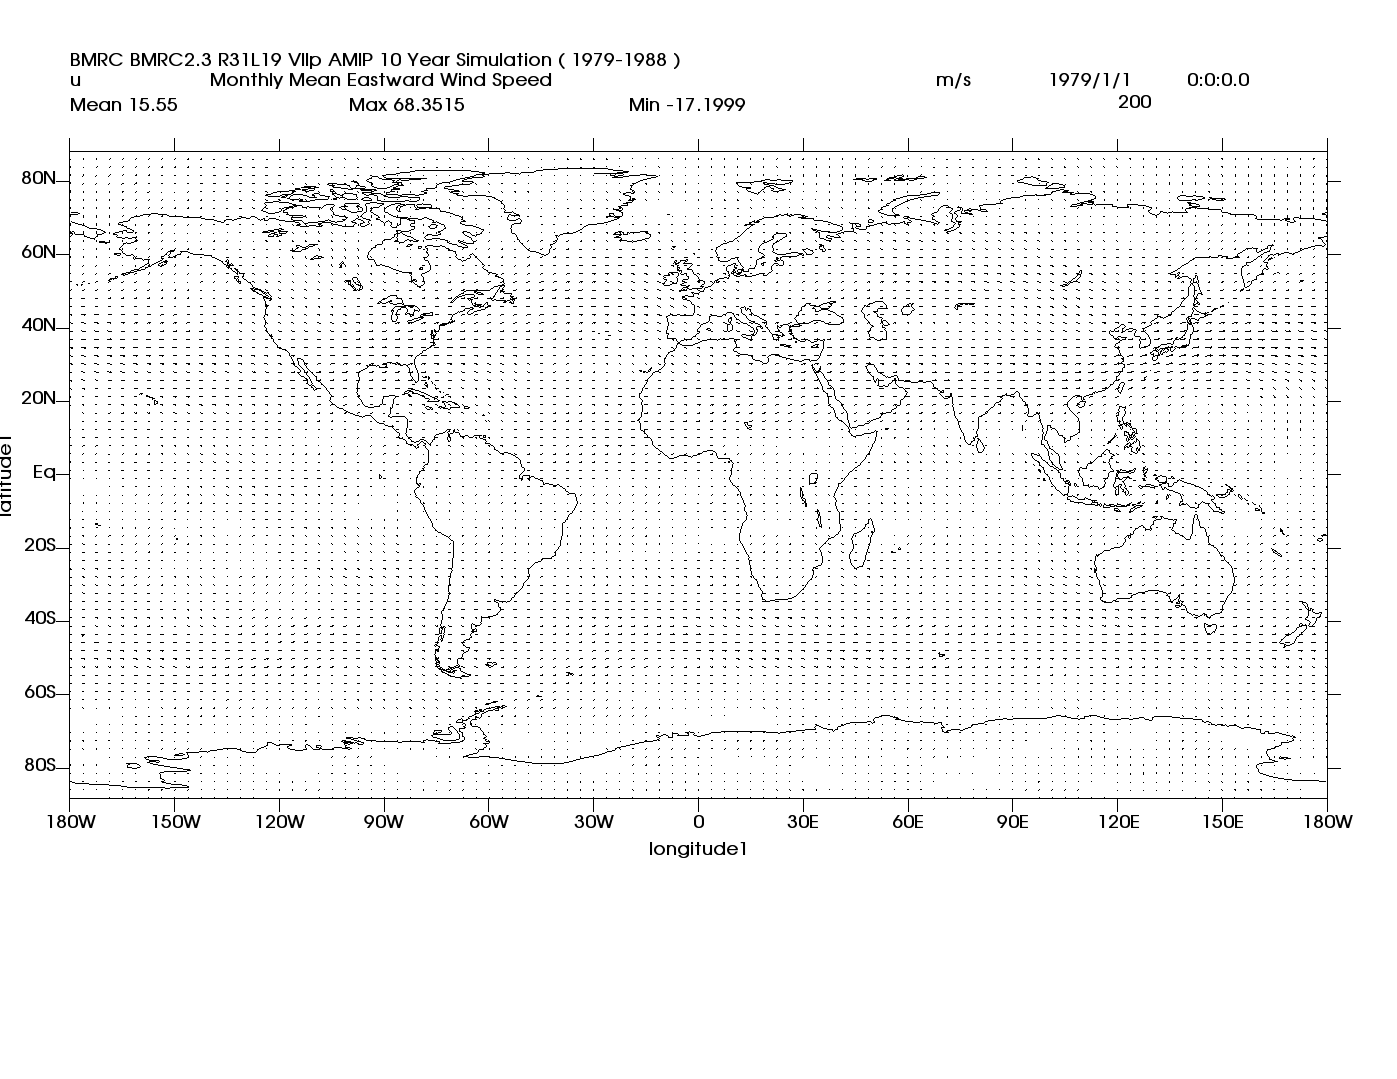 BMRC BMRC2.3 R31L19 VIIp AMIP 10 Year Simulation ( 1979-1988 )
u Monthly Mean Eastward Wind Speed m/s 1979/1/1 0:0:0.0
Mean 15.55 Max 68.3515 Min -17.1999 200
80N
60N
40N
20N
Eq
20S
40S
60S
80S
latitude1
180W 150W 120W 90W 60W 30W 0 30E 60E 90E 120E 150E 180W
longitude1